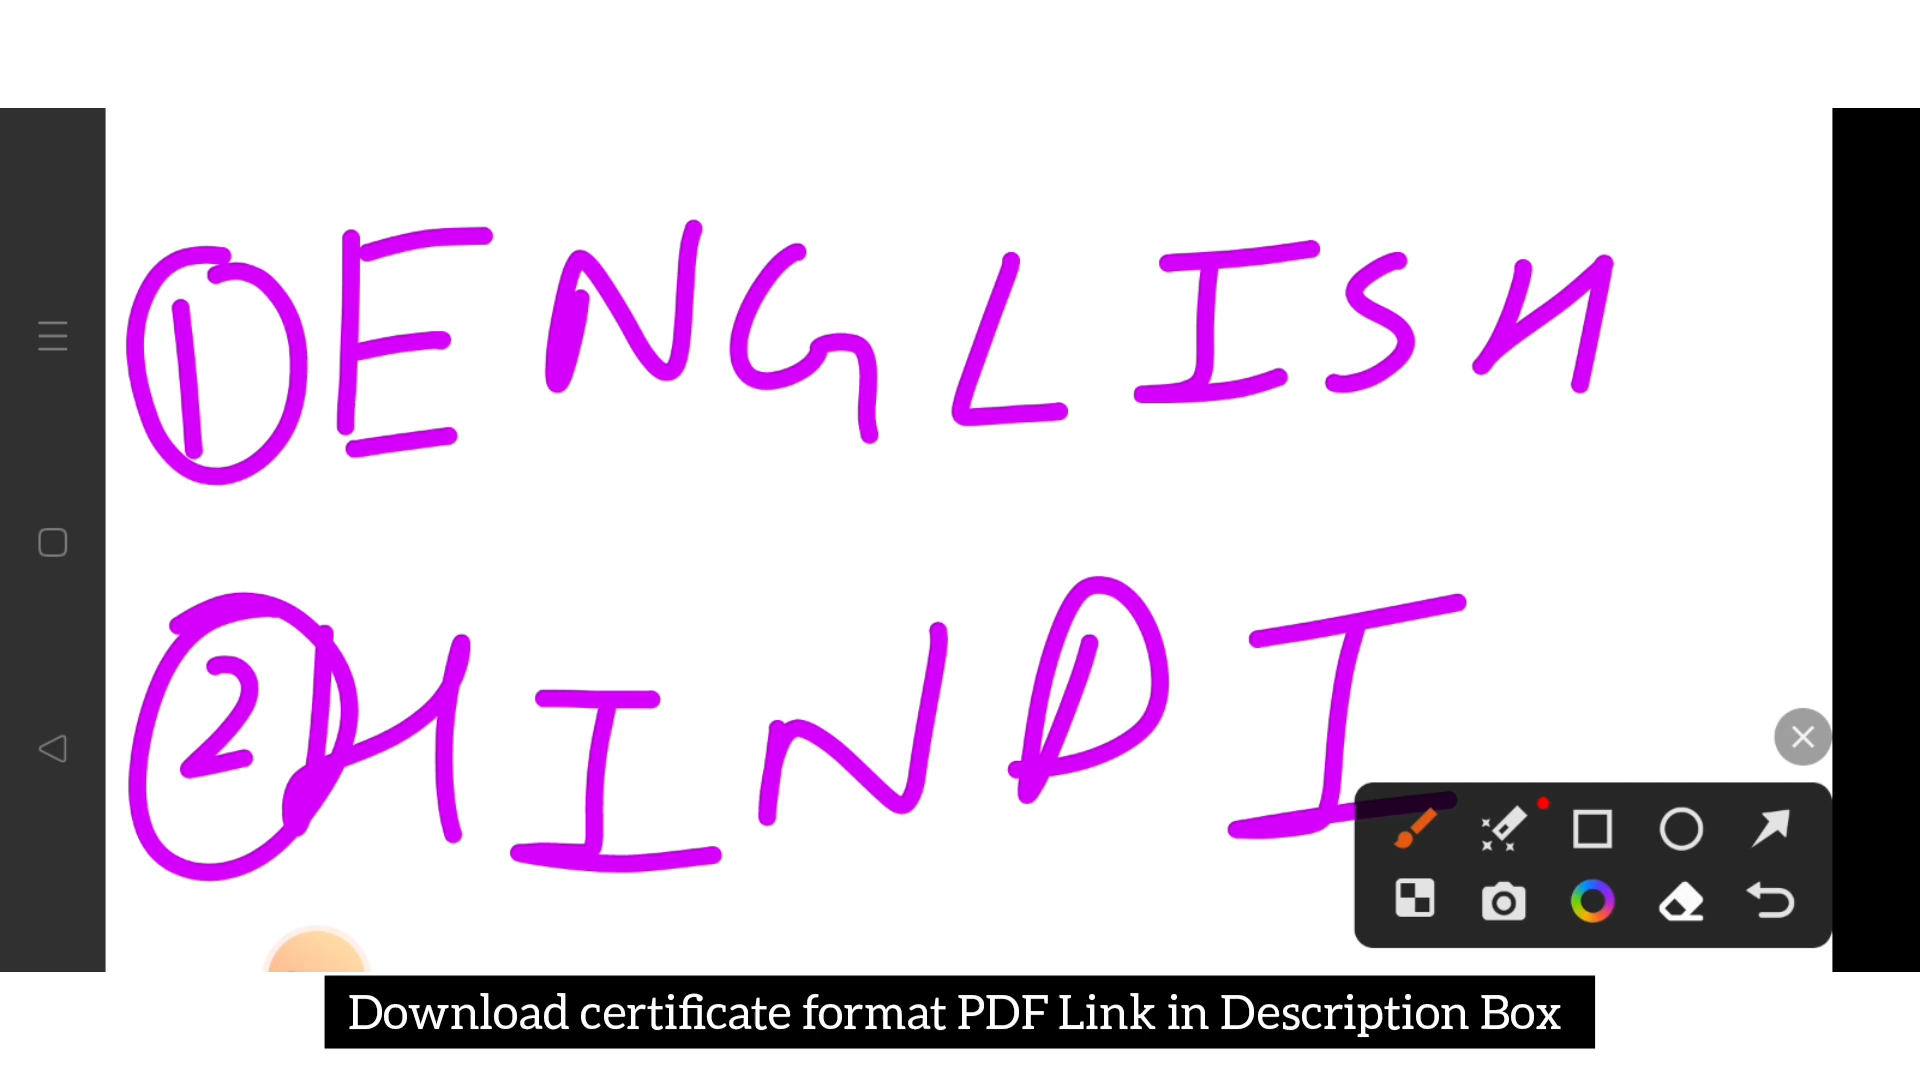 1 ENGLISH
2 HINDI
Download certificate format PDF Link in Description Box